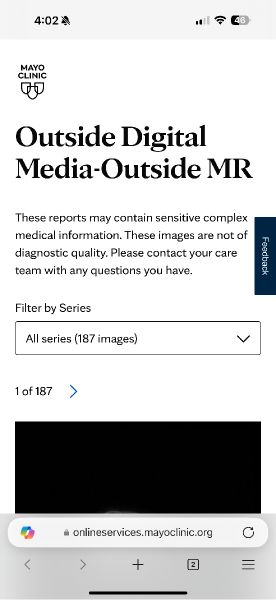 4:02
46
MAYO
CLINIC
Outside Digital
Media-Outside MR
These reports may contain sensitive complex
medical information. These images are not of
diagnostic quality. Please contact your care
team with any questions you have.
Feedback
Filter by Series
All series (187 images)
1 of 187
onlineservices.mayoclinic.org
2